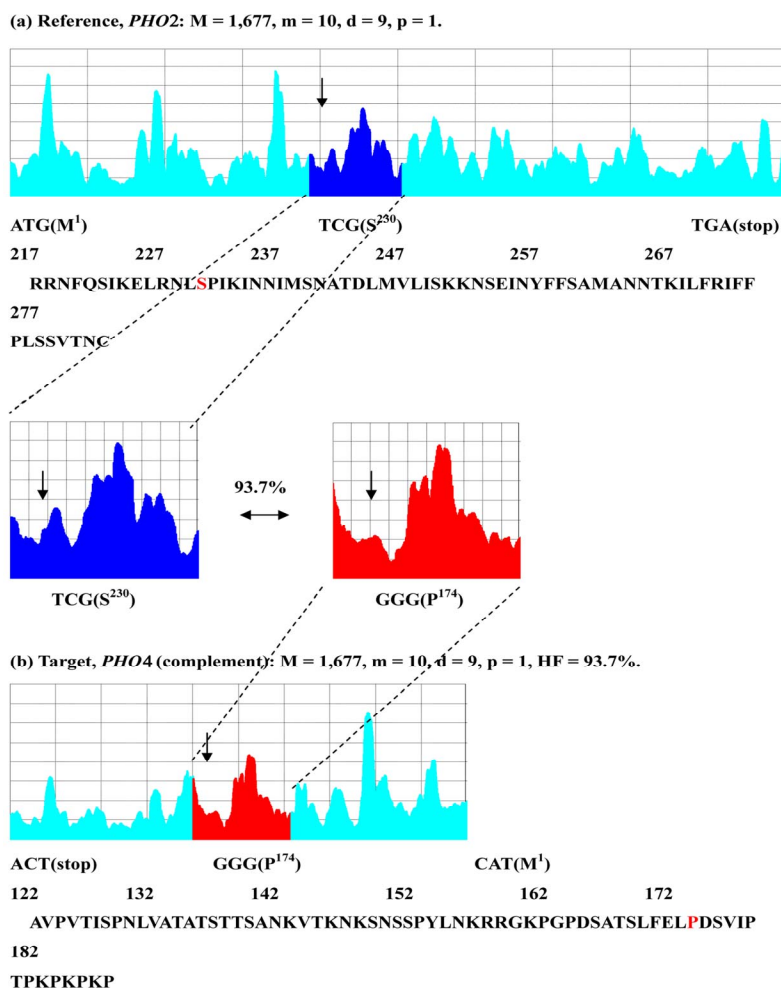 (a) Reference, PHO2: M = 1,677, m = 10, d = 9, p = 1.
ATG(M¹) TCG(S²³⁰) TGA(stop)
217 227 237 247 257 267
RRNFQSIKELRNLSPIKINNIMSNATDLMVLISKKNSEINYFFSAMANNTKILFRIFF
277
PLSSVTNC
93.7%
TCG(S²³⁰) GGG(P¹⁷⁴)
(b) Target, PHO4 (complement): M = 1,677, m = 10, d = 9, p = 1, HF = 93.7%.
ACT(stop) GGG(P¹⁷⁴) CAT(M¹)
122 132 142 152 162 172
AVPVTISPNLVATATSTTSANKVTKNKSNSSPYLNKRRGKPGPDSATSLFELPDSVIP
182
TPKPKPKP